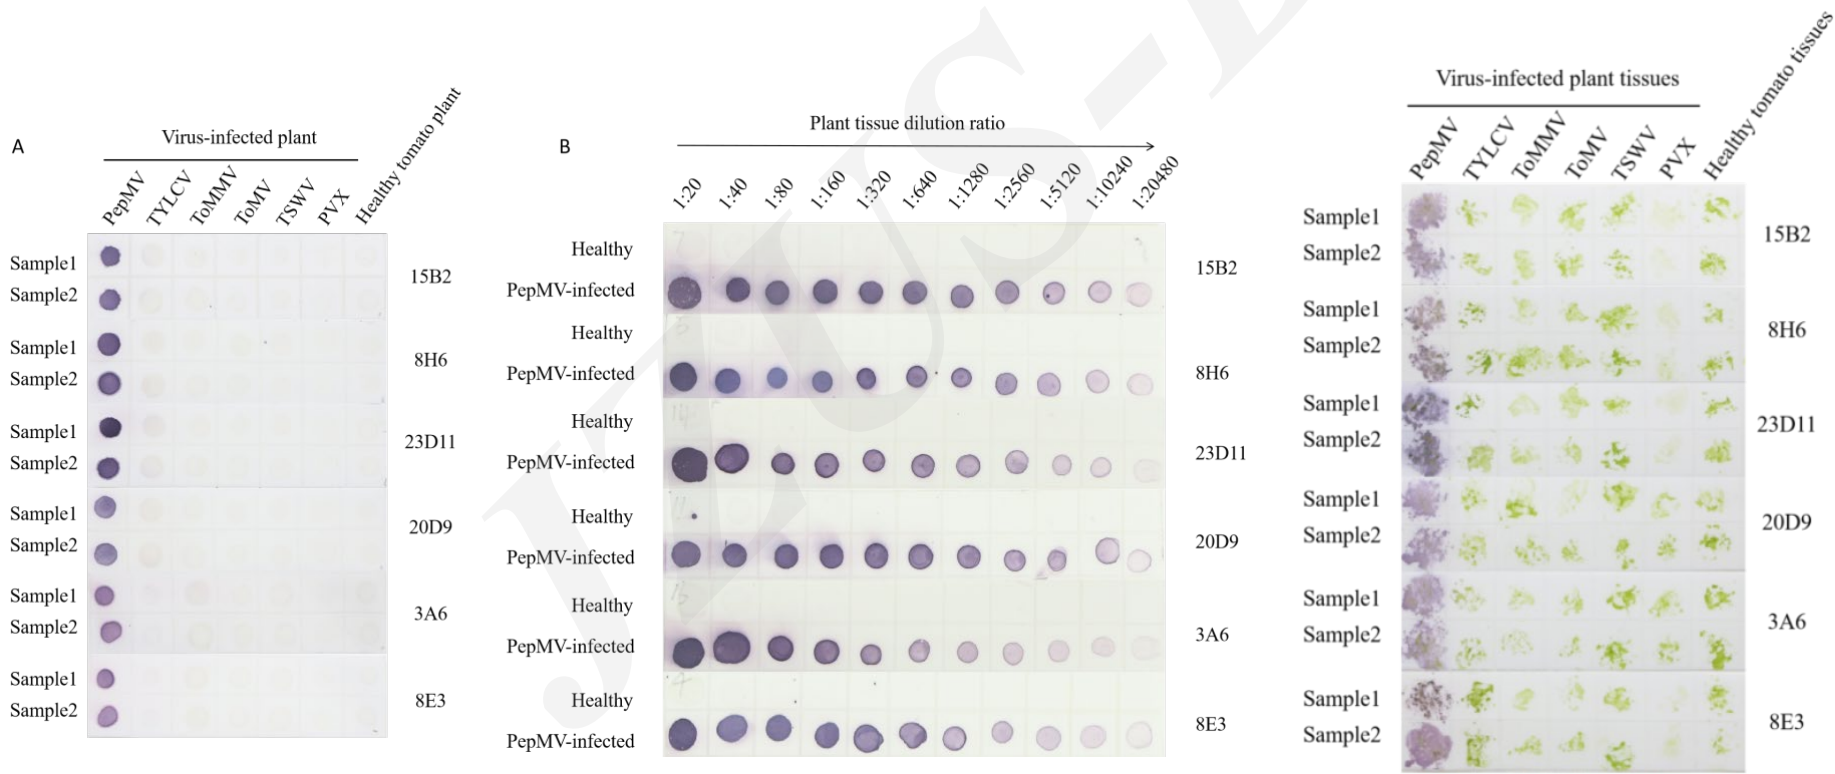 A
Virus-infected plant
PepMV
TYLCV
ToMMV
ToMV
TSWV
PVX
Healthy tomato plant
Sample1
Sample2
15B2
Sample1
Sample2
8H6
Sample1
Sample2
23D11
Sample1
Sample2
20D9
Sample1
Sample2
3A6
Sample1
Sample2
8E3
B
Plant tissue dilution ratio
1:20
1:40
1:80
1:160
1:320
1:640
1:1280
1:2560
1:5120
1:10240
1:20480
Healthy
PepMV-infected
15B2
Healthy
PepMV-infected
8H6
Healthy
PepMV-infected
23D11
Healthy
PepMV-infected
20D9
Healthy
PepMV-infected
3A6
Healthy
PepMV-infected
8E3
Virus-infected plant tissues
PepMV
TYLCV
ToMMV
ToMV
TSWV
PVX
Healthy tomato tissues
Sample1
Sample2
15B2
Sample1
Sample2
8H6
Sample1
Sample2
23D11
Sample1
Sample2
20D9
Sample1
Sample2
3A6
Sample1
Sample2
8E3
JZUS-